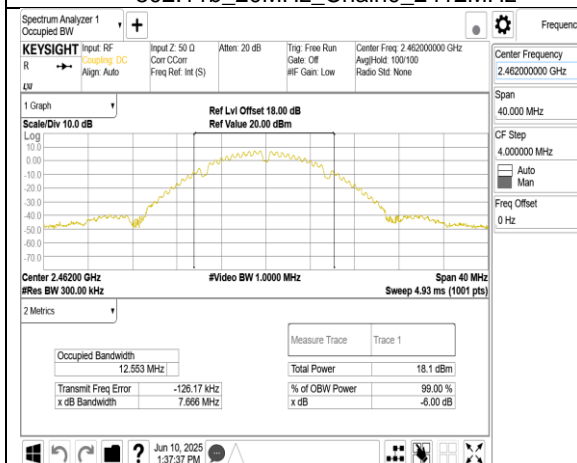 Spectrum Analyzer 1
Occupied BW
Frequenc
KEYSIGHT
R
Input: RF
Coupling: DC
Align: Auto
Input Z: 50 Ω
Corr CCorr
Freq Ref: Int (S)
Atten: 20 dB
Trig: Free Run
Gate: Off
#IF Gain: Low
Center Freq: 2.462000000 GHz
Avg|Hold: 100/100
Radio Std: None
Center Frequency
2.462000000 GHz
Span
40.000 MHz
CF Step
4.000000 MHz
Auto
Man
Freq Offset
0 Hz
1 Graph
Scale/Div 10.0 dB
Ref Lvl Offset 18.00 dB
Ref Value 20.00 dBm
Log
10.0
0.00
-10.0
-20.0
-30.0
-40.0
-50.0
-60.0
-70.0
Center 2.46200 GHz
#Res BW 300.00 kHz
#Video BW 1.0000 MHz
Span 40 MHz
Sweep 4.93 ms (1001 pts)
2 Metrics
Measure Trace
Trace 1
Occupied Bandwidth
12.553 MHz
Total Power
18.1 dBm
Transmit Freq Error
-126.17 kHz
% of OBW Power
99.00 %
x dB Bandwidth
7.666 MHz
x dB
-6.00 dB
?
Jun 10, 2025
1:37:37 PM